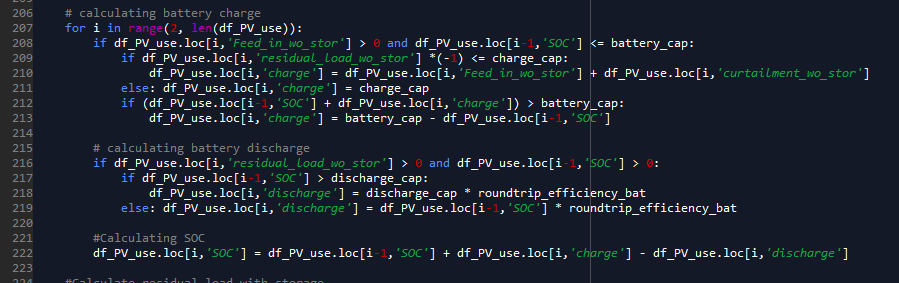 206 # calculating battery charge
207 for i in range(2, len(df_PV_use)):
208 if df_PV_use.loc[i,'Feed_in_wo_stor'] > 0 and df_PV_use.loc[i-1,'SOC'] <= battery_cap:
209 if df_PV_use.loc[i,'residual_load_wo_stor'] *(-1) <= charge_cap:
210 df_PV_use.loc[i,'charge'] = df_PV_use.loc[i,'Feed_in_wo_stor'] + df_PV_use.loc[i,'curtailment_wo_stor']
211 else: df_PV_use.loc[i,'charge'] = charge_cap
212 if (df_PV_use.loc[i-1,'SOC'] + df_PV_use.loc[i,'charge']) > battery_cap:
213 df_PV_use.loc[i,'charge'] = battery_cap - df_PV_use.loc[i-1,'SOC']
214
215 # calculating battery discharge
216 if df_PV_use.loc[i,'residual_load_wo_stor'] > 0 and df_PV_use.loc[i-1,'SOC'] > 0:
217 if df_PV_use.loc[i-1,'SOC'] > discharge_cap:
218 df_PV_use.loc[i,'discharge'] = discharge_cap * roundtrip_efficiency_bat
219 else: df_PV_use.loc[i,'discharge'] = df_PV_use.loc[i-1,'SOC'] * roundtrip_efficiency_bat
220
221 #Calculating SOC
222 df_PV_use.loc[i,'SOC'] = df_PV_use.loc[i-1,'SOC'] + df_PV_use.loc[i,'charge'] - df_PV_use.loc[i,'discharge']
223
224 #Calculate residual load with storage